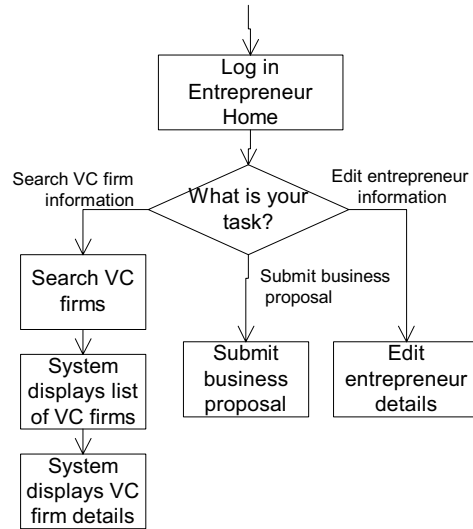 Log in
Entrepreneur
Home
Search VC firm
information
What is your
task?
Edit entrepreneur
information
Submit business
proposal
Search VC
firms
System
displays list
of VC firms
System
displays VC
firm details
Submit
business
proposal
Edit
entrepreneur
details